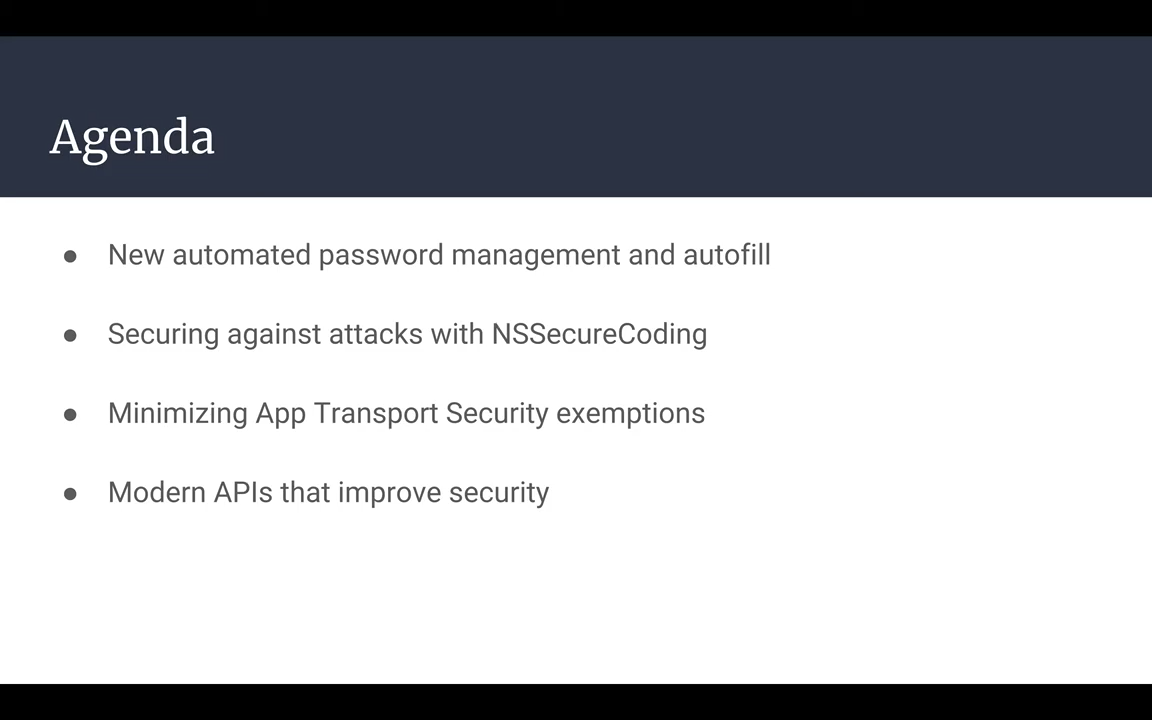 Agenda
● New automated password management and autofill
● Securing against attacks with NSSecureCoding
● Minimizing App Transport Security exemptions
● Modern APIs that improve security